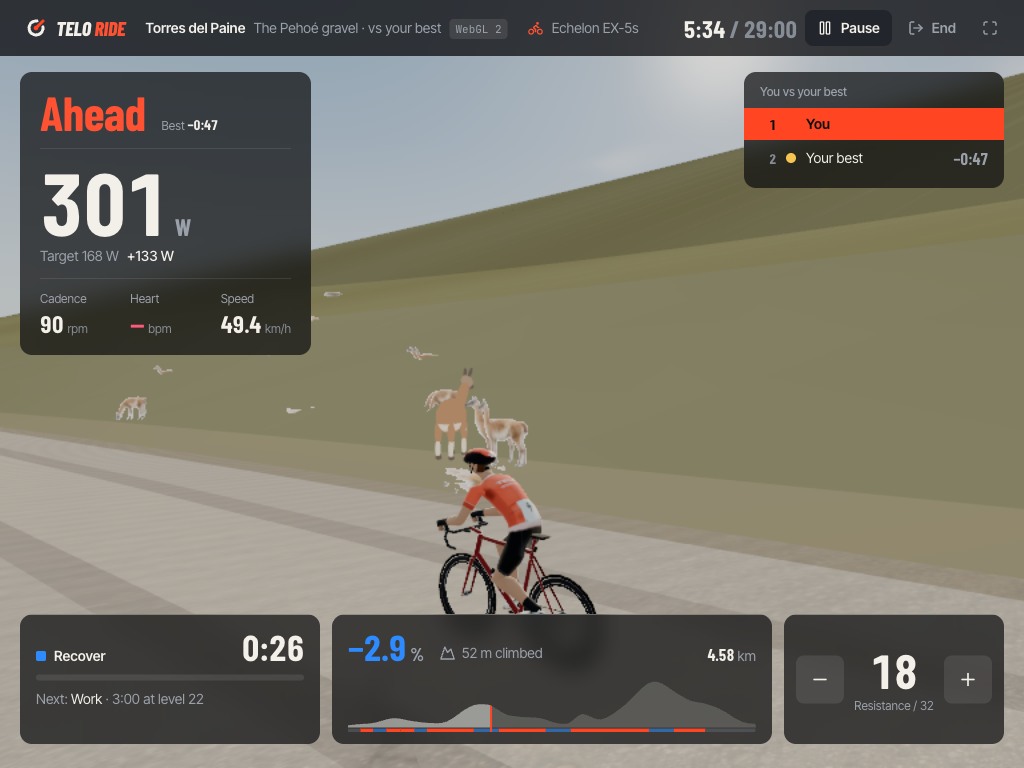 TELO RIDE
Torres del Paine The Pehoé gravel · vs your best WebGL 2
Echelon EX-5s
5:34 / 29:00
Pause
End
Ahead Best −0:47
301 W
Target 168 W +133 W
Cadence Heart Speed
90 rpm – bpm 49.4 km/h
You vs your best
1 You
2 Your best −0:47
Recover 0:26
Next: Work · 3:00 at level 22
−2.9 % 52 m climbed 4.58 km
− 18 +
Resistance / 32